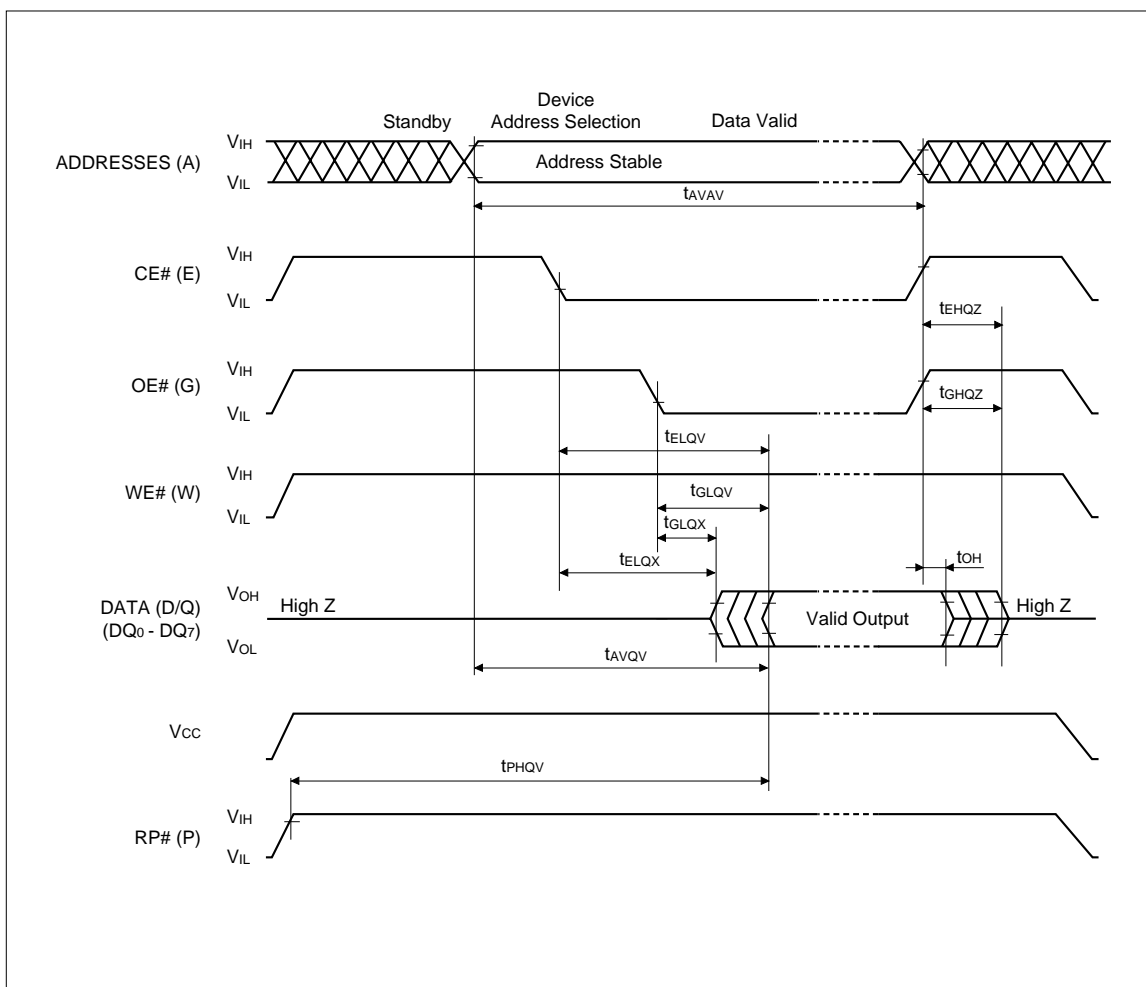 Device
Standby Address Selection Data Valid
VIH
ADDRESSES (A) Address Stable
VIL
tAVAV
VIH
CE# (E)
VIL
tEHQZ
VIH
OE# (G)
VIL
tGHQZ
tELQV
VIH
WE# (W)
VIL
tGLQV
tGLQX
tELQX
tOH
VOH
High Z
DATA (D/Q)
(DQ0 - DQ7)
Valid Output
High Z
VOL
tAVQV
VCC
tPHQV
VIH
RP# (P)
VIL